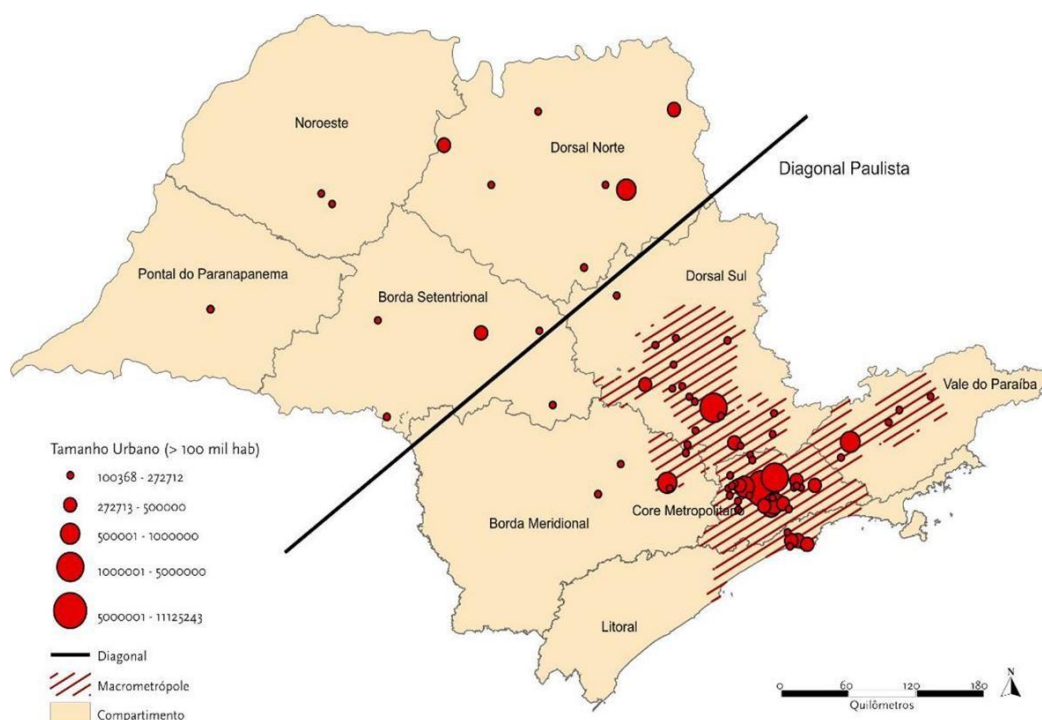 Noroeste
Dorsal Norte
Diagonal Paulista
Pontal do Paranapanema
Borda Setentrional
Dorsal Sul
Vale do Paraíba
Tamanho Urbano (> 100 mil hab)
100368 - 272712
272713 - 500000
500001 - 1000000
1000001 - 5000000
5000001 - 11125243
Diagonal
Macrometrópole
Compartimento
Borda Meridional
Core Metropolitano
Litoral
N
0 60 120 180
Quilômetros